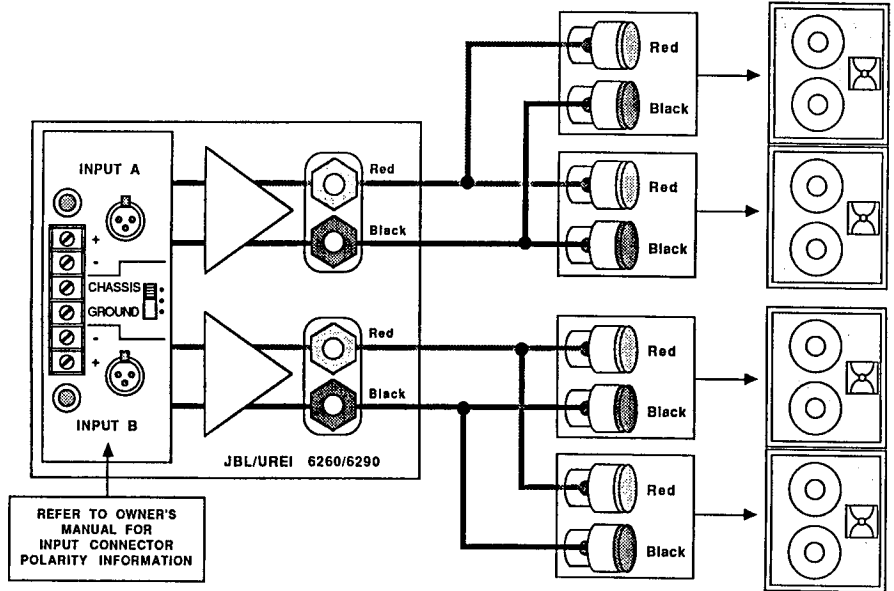 Red
Black
Red
Black
INPUT A
Red
Black
+
-
CHASSIS
GROUND
-
+
INPUT B
Red
Black
JBL/UREI 6260/6290
Red
Black
Red
Black
REFER TO OWNER'S
MANUAL FOR
INPUT CONNECTOR
POLARITY INFORMATION